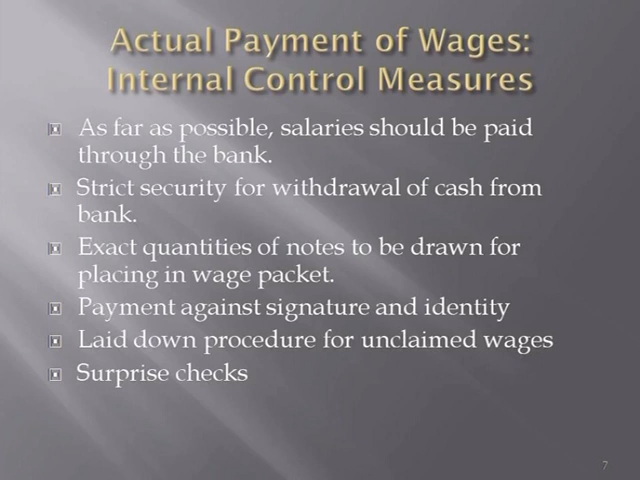 Actual Payment of Wages:
Internal Control Measures
As far as possible, salaries should be paid
through the bank.
Strict security for withdrawal of cash from
bank.
Exact quantities of notes to be drawn for
placing in wage packet.
Payment against signature and identity
Laid down procedure for unclaimed wages
Surprise checks
7